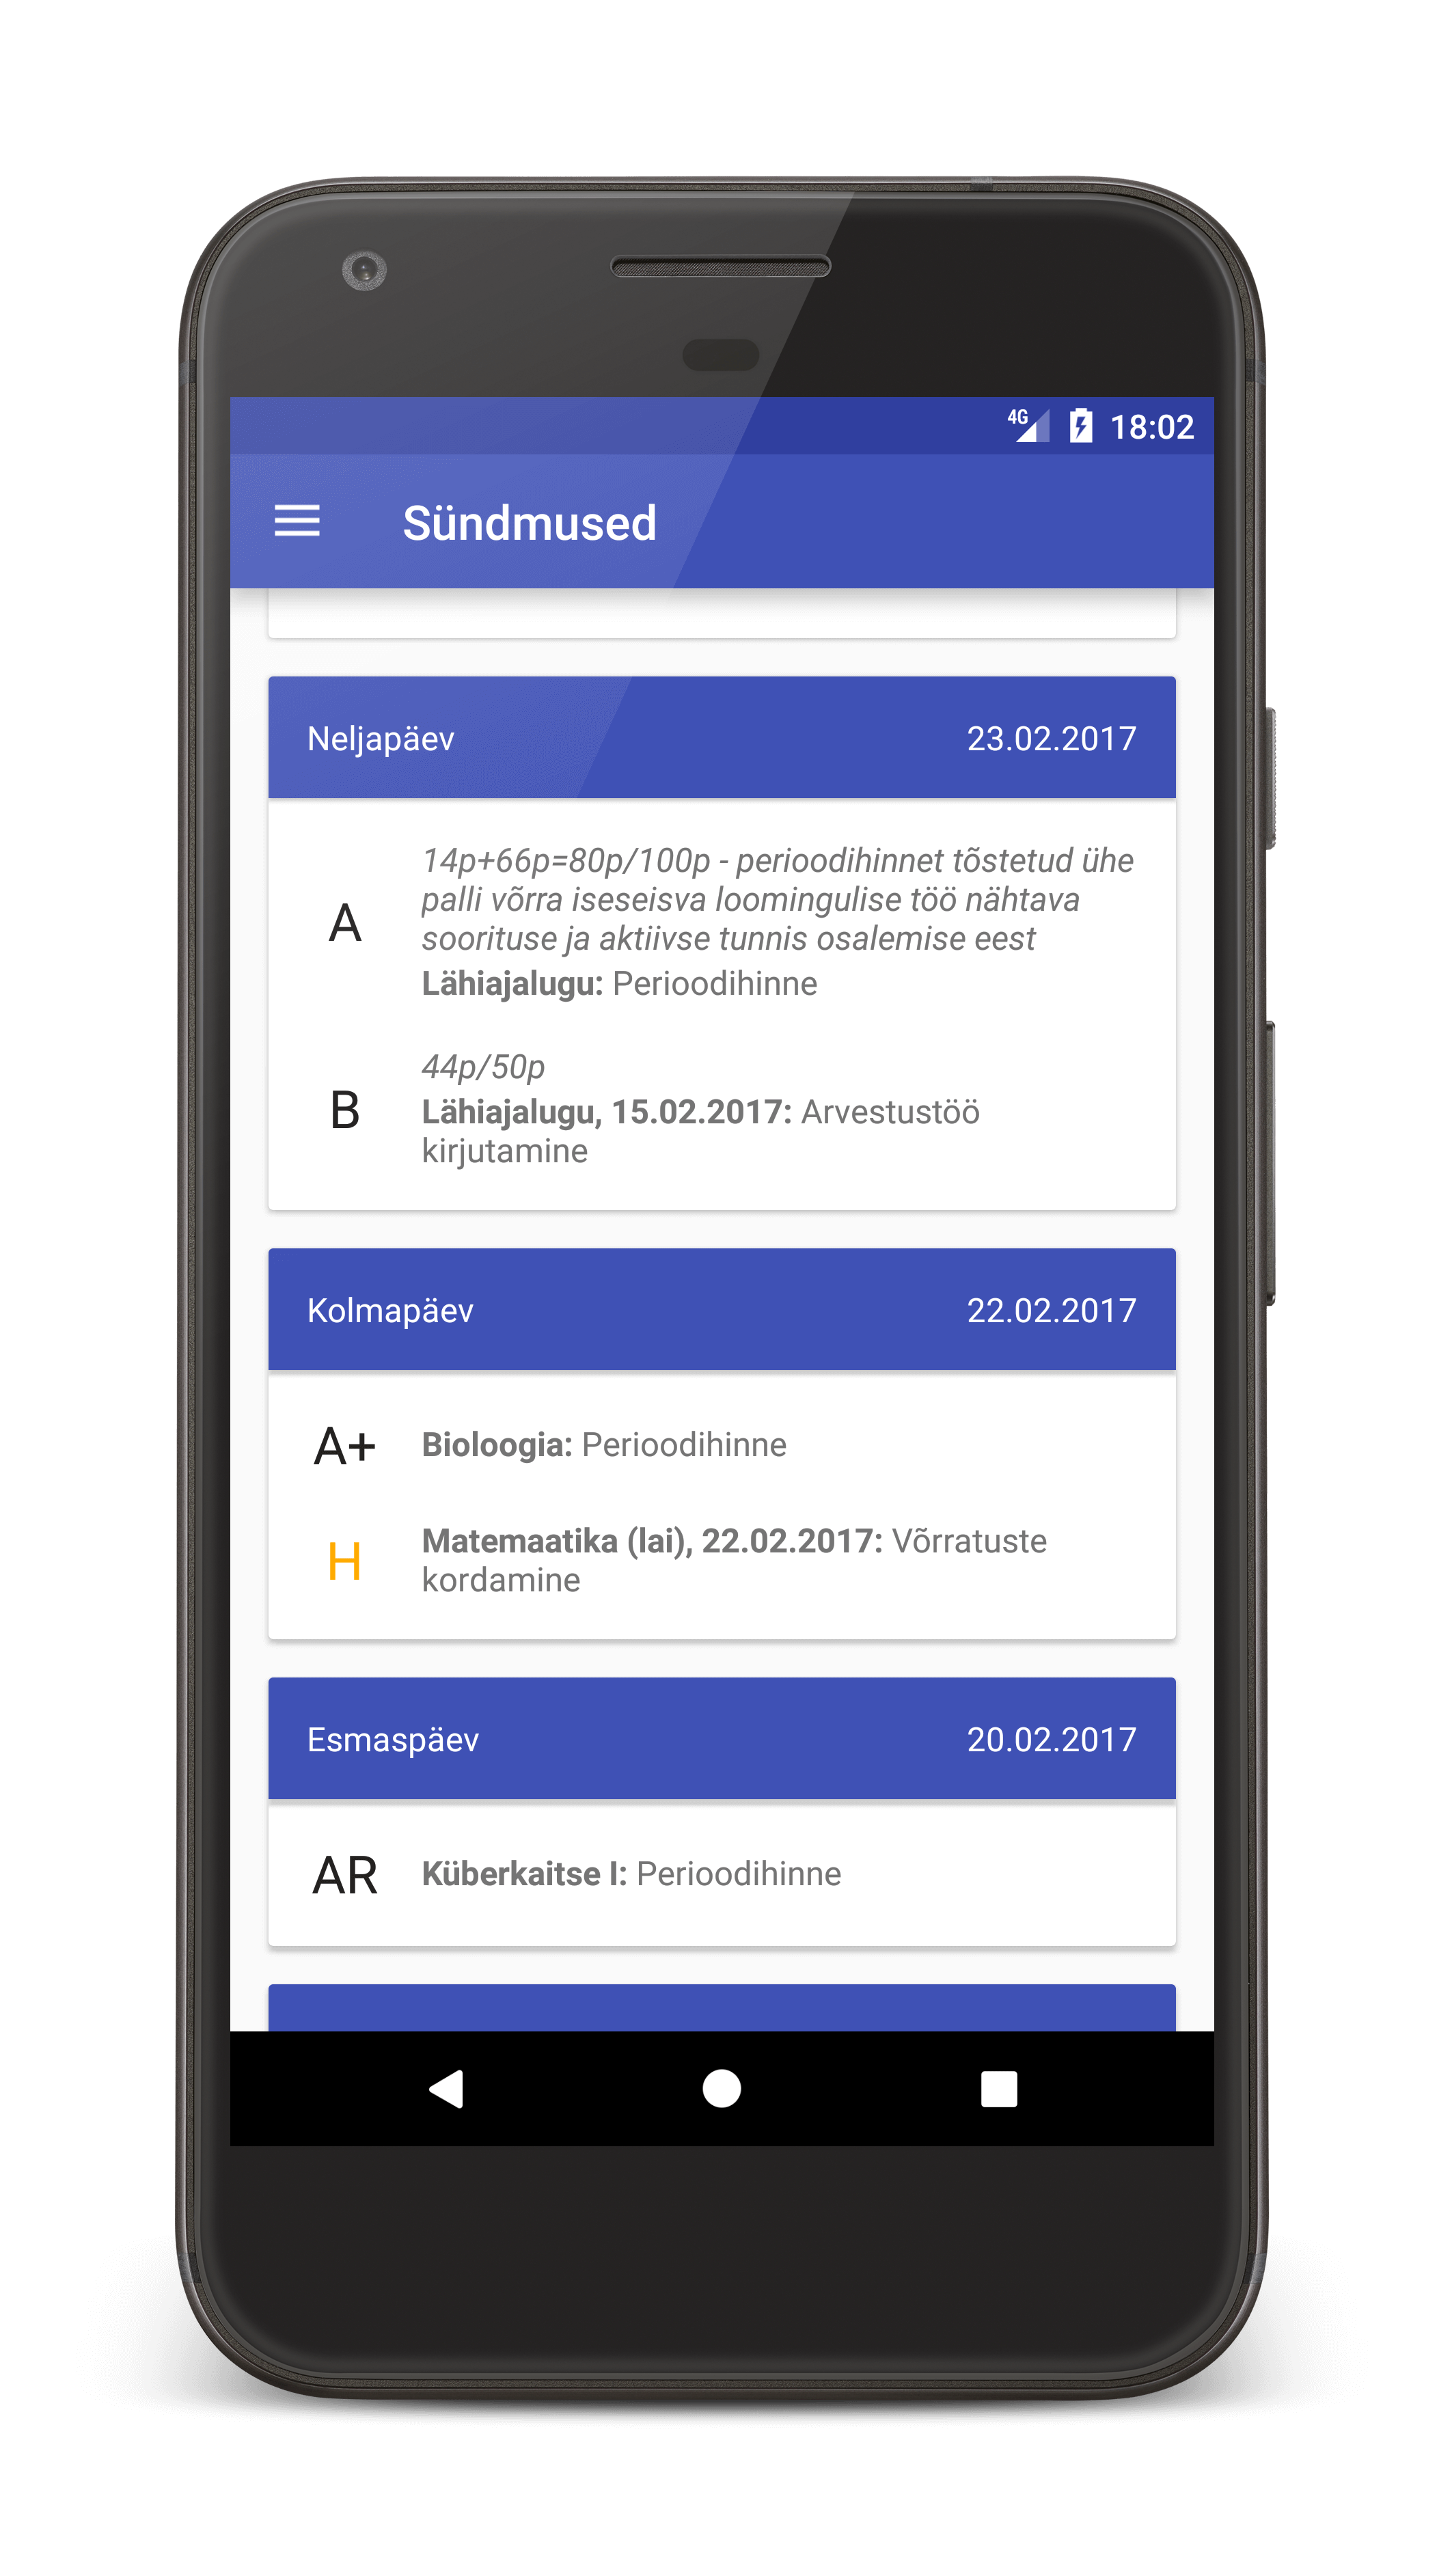 4G 18:02
Sündmused
Neljapäev 23.02.2017
14p+66p=80p/100p - perioodihinnet tõstetud ühe
palli võrra iseseisva loomingulise töö nähtava
soorituse ja aktiivse tunnis osalemise eest
A
Lähiajalugu: Perioodihinne
44p/50p
B
Lähiajalugu, 15.02.2017: Arvestustöö
kirjutamine
Kolmapäev 22.02.2017
A+ Bioloogia: Perioodihinne
H
Matemaatika (lai), 22.02.2017: Võrratuste
kordamine
Esmaspäev 20.02.2017
AR Küberkaitse I: Perioodihinne